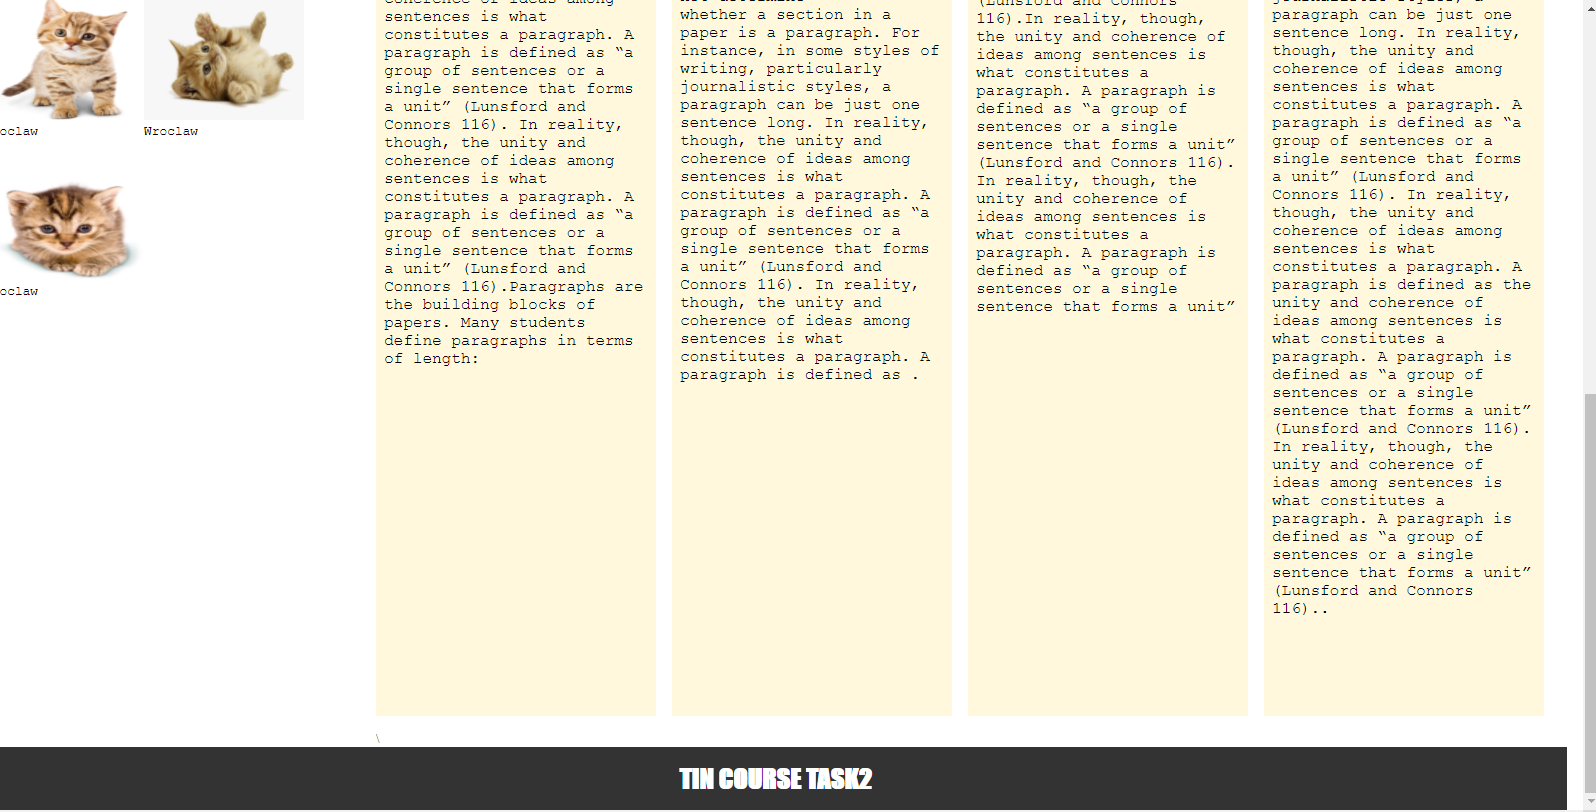 oclaw
Wroclaw
oclaw
coherence of ideas among
sentences is what
constitutes a paragraph. A
paragraph is defined as “a
group of sentences or a
single sentence that forms
a unit” (Lunsford and
Connors 116). In reality,
though, the unity and
coherence of ideas among
sentences is what
constitutes a paragraph. A
paragraph is defined as “a
group of sentences or a
single sentence that forms
a unit” (Lunsford and
Connors 116).Paragraphs are
the building blocks of
papers. Many students
define paragraphs in terms
of length:
not determine
whether a section in a
paper is a paragraph. For
instance, in some styles of
writing, particularly
journalistic styles, a
paragraph can be just one
sentence long. In reality,
though, the unity and
coherence of ideas among
sentences is what
constitutes a paragraph. A
paragraph is defined as “a
group of sentences or a
single sentence that forms
a unit” (Lunsford and
Connors 116). In reality,
though, the unity and
coherence of ideas among
sentences is what
constitutes a paragraph. A
paragraph is defined as .
(Lunsford and Connors
116).In reality, though,
the unity and coherence of
ideas among sentences is
what constitutes a
paragraph. A paragraph is
defined as “a group of
sentences or a single
sentence that forms a unit”
(Lunsford and Connors 116).
In reality, though, the
unity and coherence of
ideas among sentences is
what constitutes a
paragraph. A paragraph is
defined as “a group of
sentences or a single
sentence that forms a unit”
journalistic styles, a
paragraph can be just one
sentence long. In reality,
though, the unity and
coherence of ideas among
sentences is what
constitutes a paragraph. A
paragraph is defined as “a
group of sentences or a
single sentence that forms
a unit” (Lunsford and
Connors 116). In reality,
though, the unity and
coherence of ideas among
sentences is what
constitutes a paragraph. A
paragraph is defined as the
unity and coherence of
ideas among sentences is
what constitutes a
paragraph. A paragraph is
defined as “a group of
sentences or a single
sentence that forms a unit”
(Lunsford and Connors 116).
In reality, though, the
unity and coherence of
ideas among sentences is
what constitutes a
paragraph. A paragraph is
defined as “a group of
sentences or a single
sentence that forms a unit”
(Lunsford and Connors
116)..
\
TIN COURSE TASK2